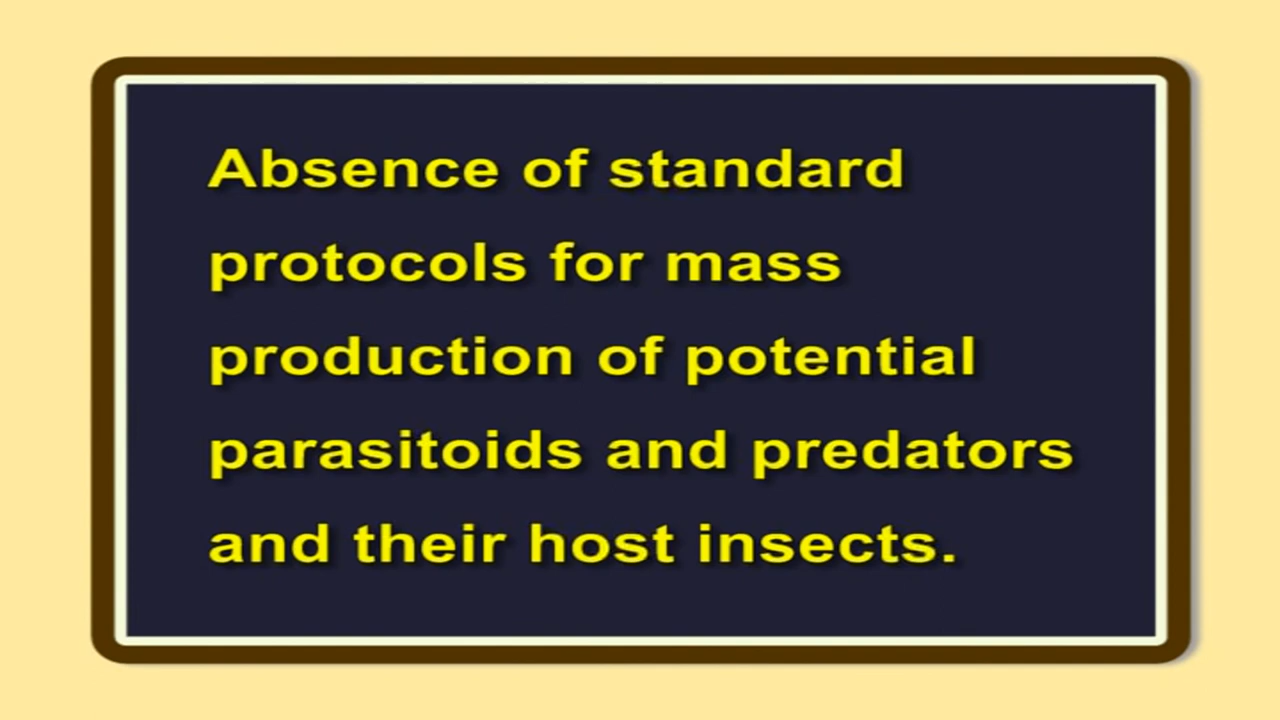 Absence of standard
protocols for mass
production of potential
parasitoids and predators
and their host insects.